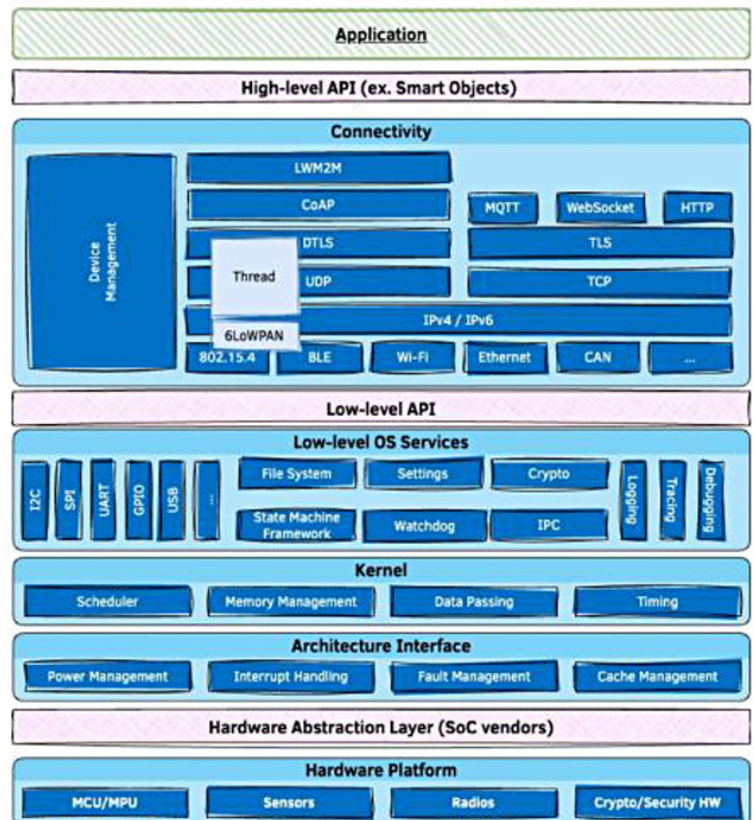 Application
High-level API (ex. Smart Objects)
Connectivity
Device
Management
LWM2M
CoAP
MQTT
WebSocket
HTTP
DTLS
TLS
Thread
UDP
TCP
IPv4 / IPv6
6LoWPAN
802.15.4
BLE
Wi-Fi
Ethernet
CAN
...
Low-level API
Low-level OS Services
I2C
SPI
UART
GPIO
USB
...
File System
Settings
Crypto
State Machine
Framework
Watchdog
IPC
Logging
Tracing
Debugging
Kernel
Scheduler
Memory Management
Data Passing
Timing
Architecture Interface
Power Management
Interrupt Handling
Fault Management
Cache Management
Hardware Abstraction Layer (SoC vendors)
Hardware Platform
MCU/MPU
Sensors
Radios
Crypto/Security HW